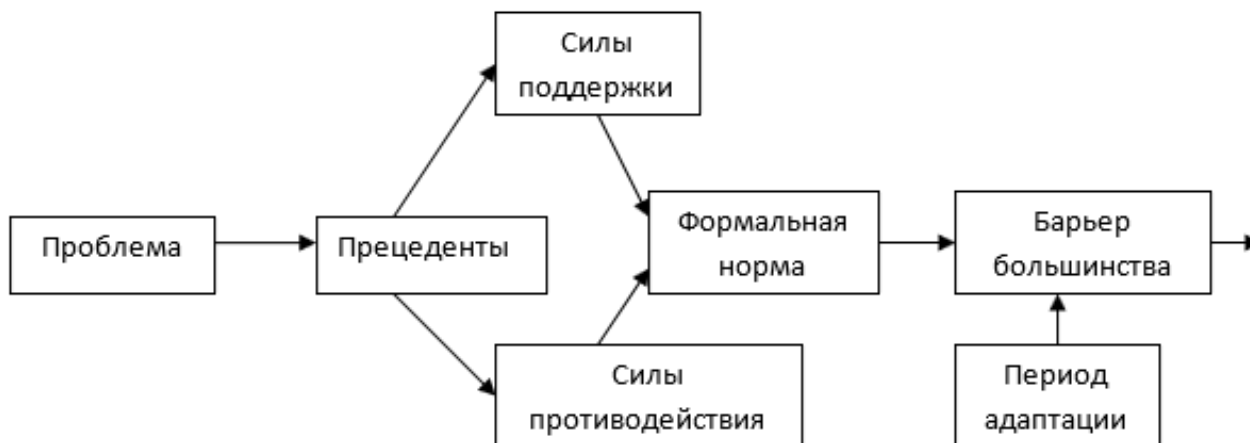 Силы
поддержки
Проблема
Прецеденты
Формальная
норма
Барьер
большинства
Силы
противодействия
Период
адаптации